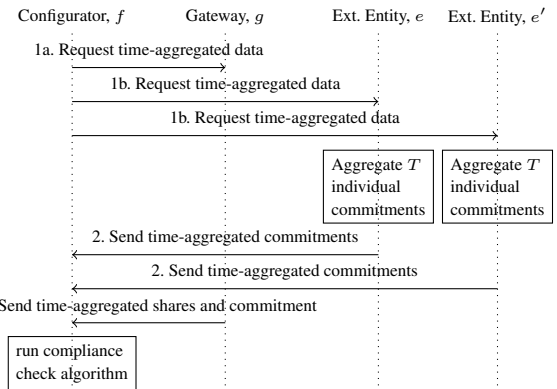 Configurator, f Gateway, g Ext. Entity, e Ext. Entity, e′
1a. Request time-aggregated data
1b. Request time-aggregated data
1b. Request time-aggregated data
Aggregate T
individual
commitments
Aggregate T
individual
commitments
2. Send time-aggregated commitments
2. Send time-aggregated commitments
Send time-aggregated shares and commitment
run compliance
check algorithm